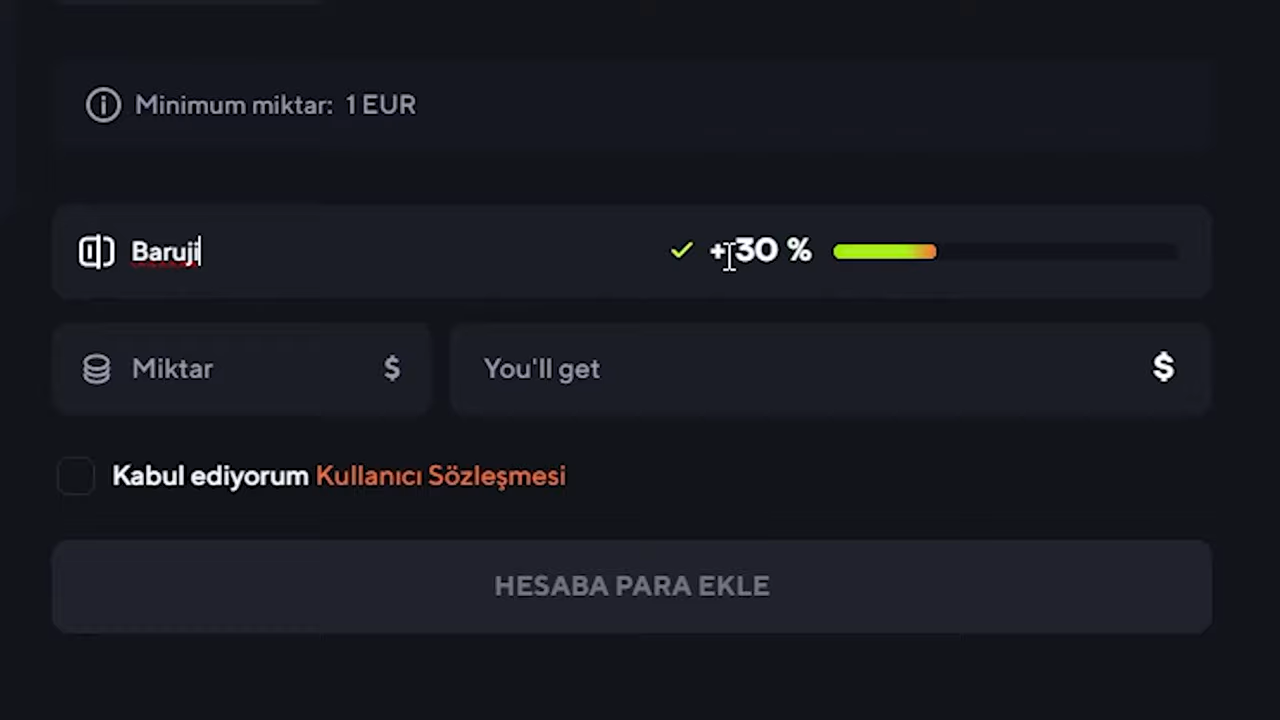 Minimum miktar: 1 EUR
Baruji +30 %
Miktar $ You'll get $
Kabul ediyorum Kullanıcı Sözleşmesi
HESABA PARA EKLE